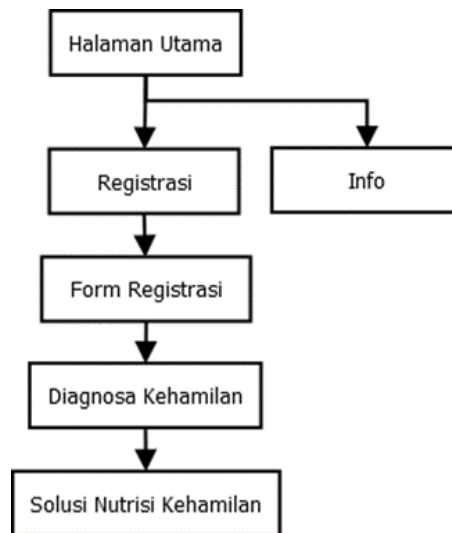 Halaman Utama
Registrasi
Info
Form Registrasi
Diagnosa Kehamilan
Solusi Nutrisi Kehamilan